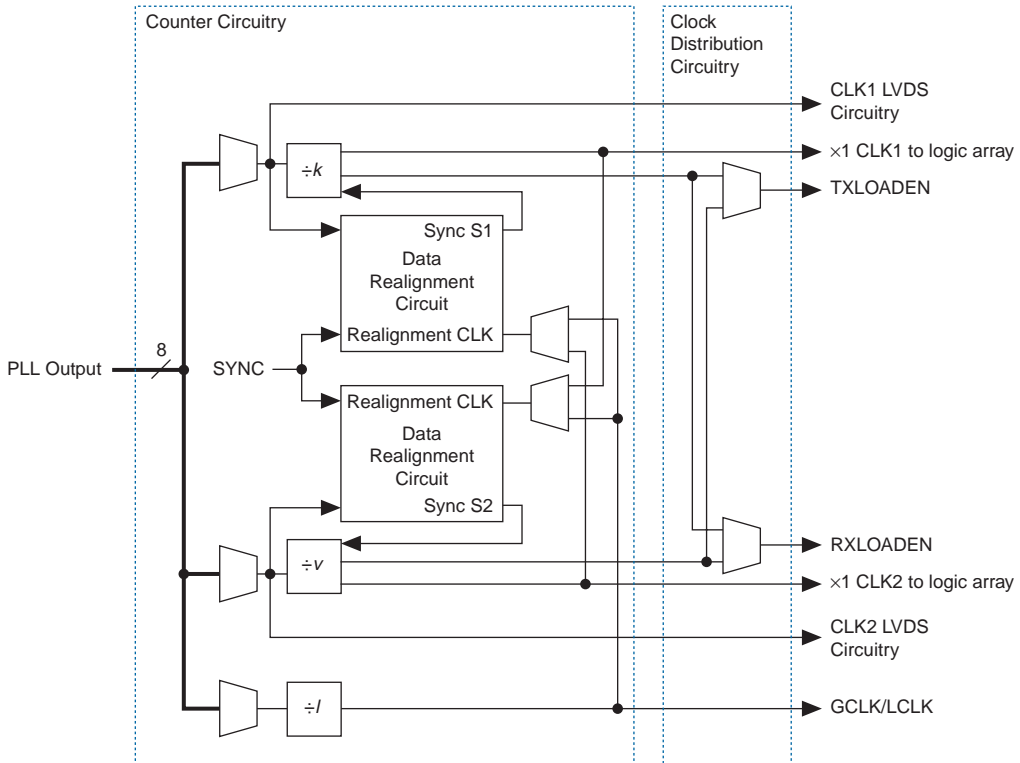 Counter Circuitry
Clock
Distribution
Circuitry
CLK1 LVDS
Circuitry
×1 CLK1 to logic array
÷k
TXLOADEN
Sync S1
Data
Realignment
Circuit
Realignment CLK
8
PLL Output
SYNC
Realignment CLK
Data
Realignment
Circuit
Sync S2
÷v
RXLOADEN
×1 CLK2 to logic array
CLK2 LVDS
Circuitry
÷l
GCLK/LCLK